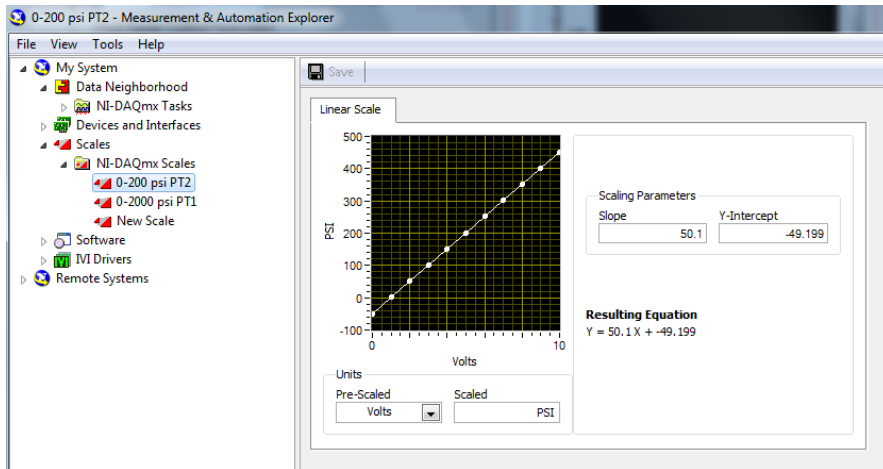 0-200 psi PT2 - Measurement & Automation Explorer
File View Tools Help
My System
Data Neighborhood
NI-DAQmx Tasks
Devices and Interfaces
Scales
NI-DAQmx Scales
0-200 psi PT2
0-2000 psi PT1
New Scale
Software
IVI Drivers
Remote Systems
Save
Linear Scale
500
400
300
200
100
0
-100
PSI
0 10
Volts
Units
Pre-Scaled Scaled
Volts PSI
Scaling Parameters
Slope Y-Intercept
50.1 -49.199
Resulting Equation
Y = 50.1 X + -49.199